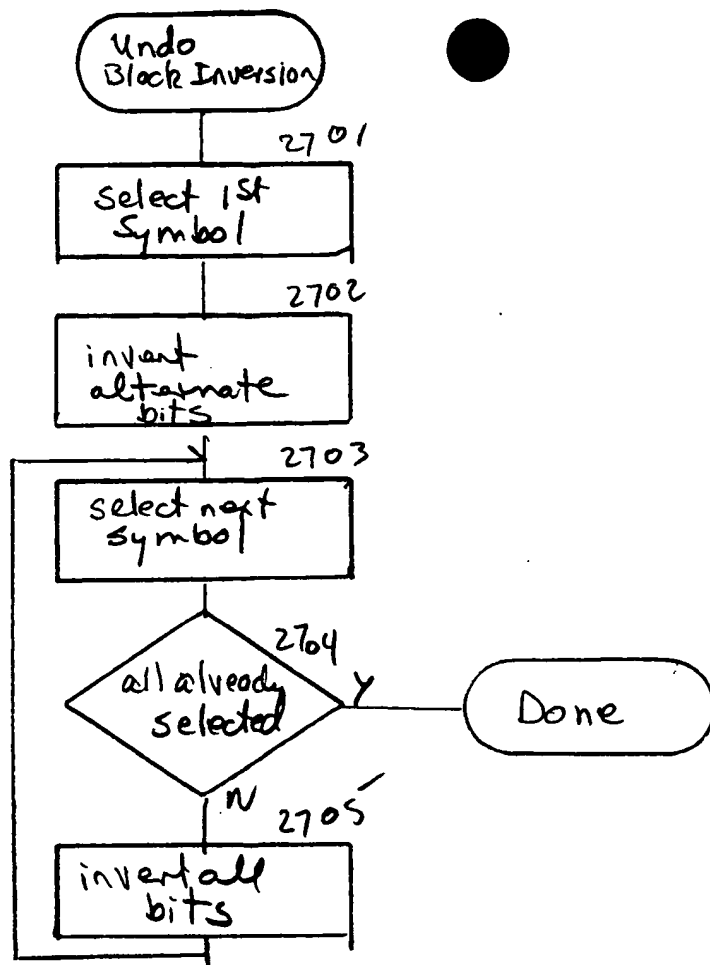 Undo
Block Inversion
2701
select 1st
symbol
2702
invert
alternate
bits
2703
select next
symbol
2704
all already
selected
Y
Done
N
2705
invert all
bits